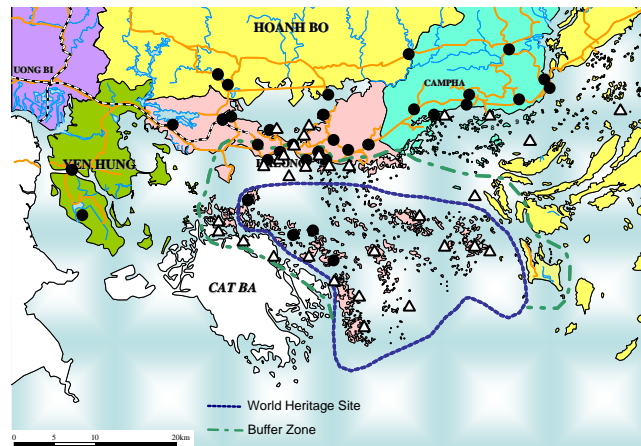 HOANH BO
UONG BI
CAMPHA
YEN HUNG
CAT BA
World Heritage Site
Buffer Zone
0 5 10 20km